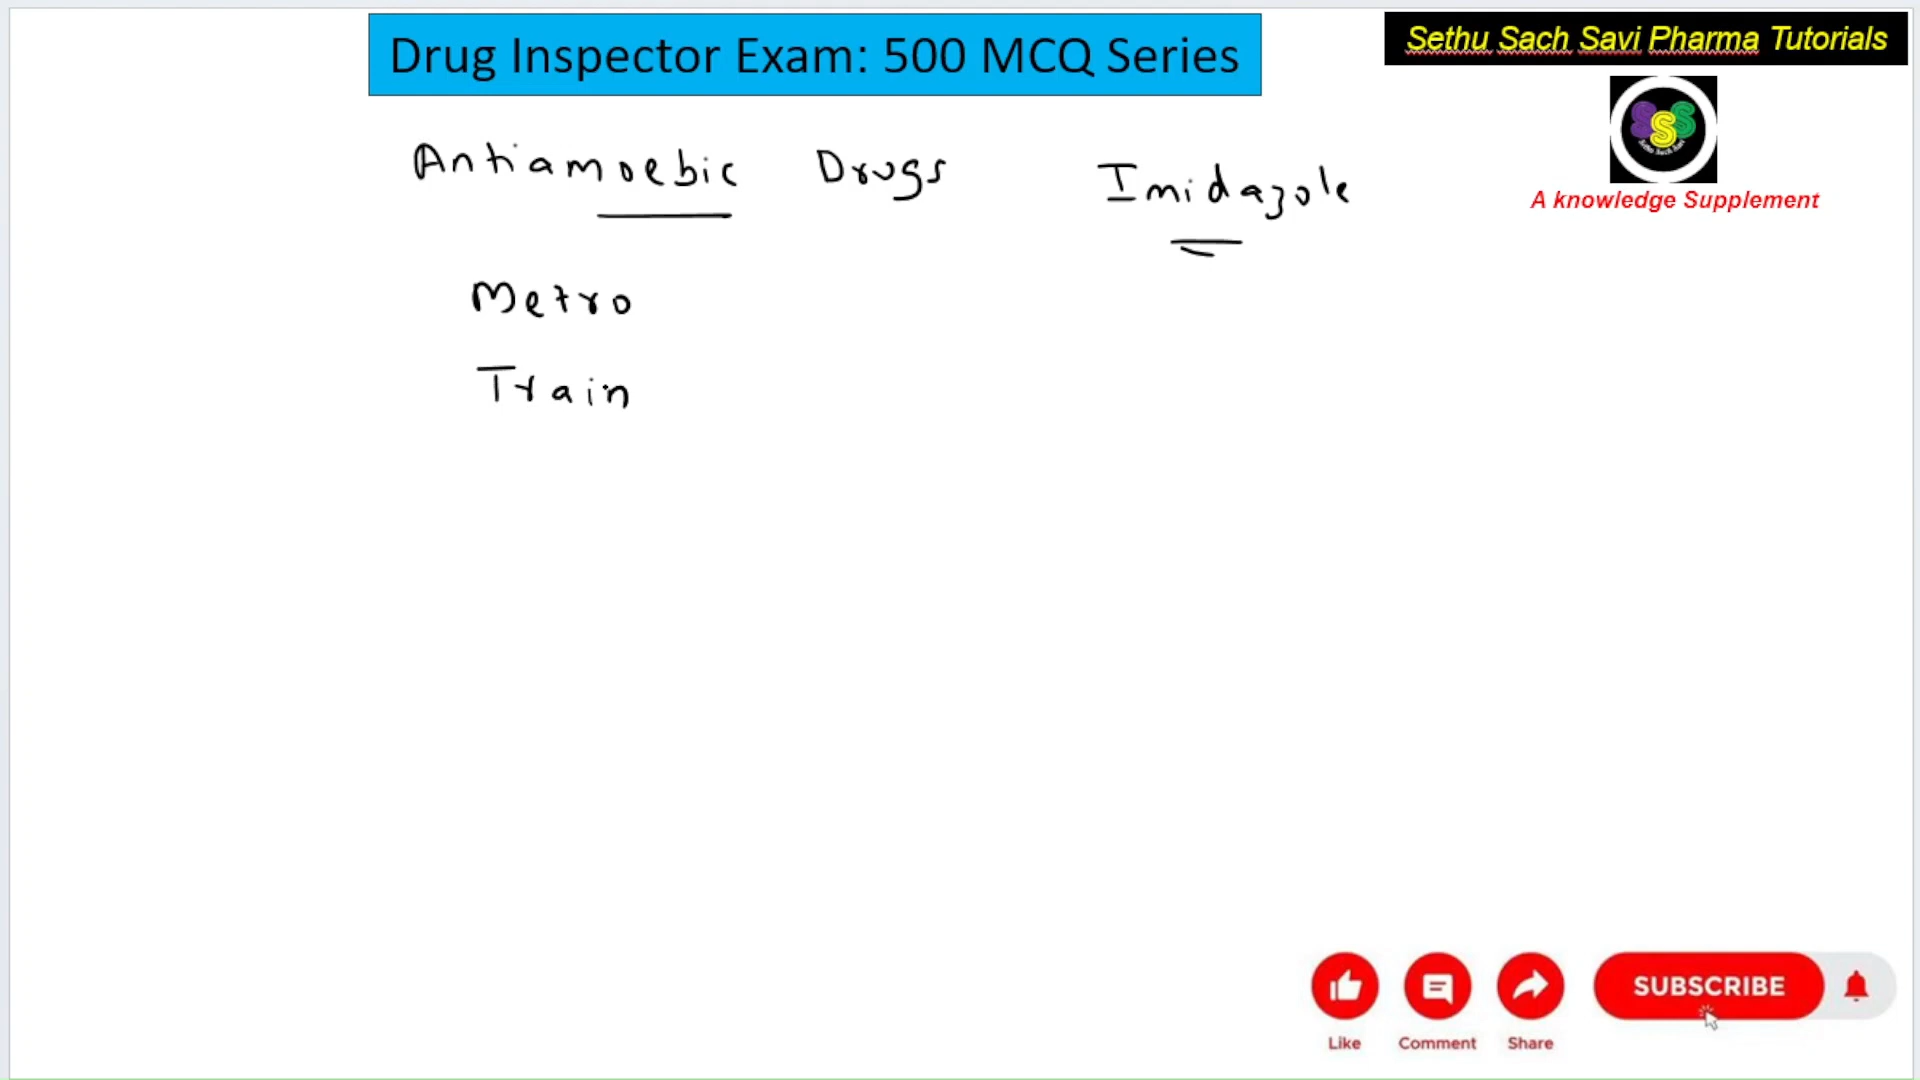 Drug Inspector Exam: 500 MCQ Series
Sethu Sach Savi Pharma Tutorials
SSS
A knowledge Supplement
Antiamoebic Drugs
Imidazole
Metro
Train
SUBSCRIBE
Like
Comment
Share